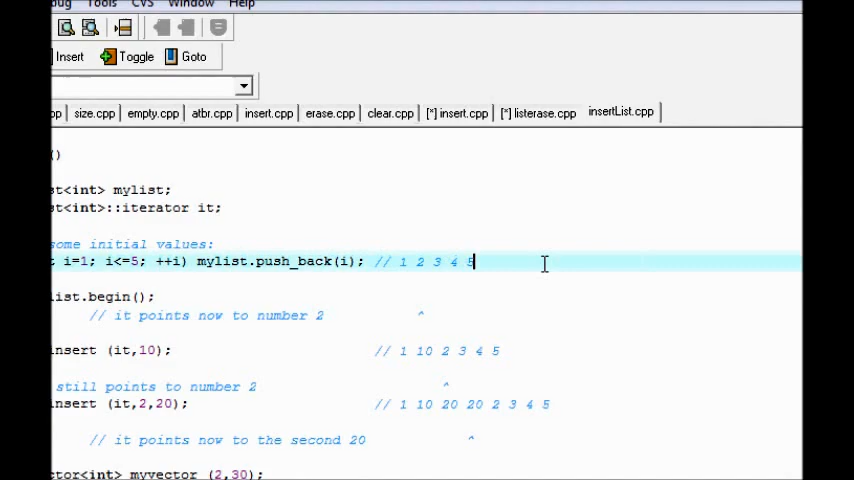 bug Tools CVS Window Help
Insert Toggle Goto
pp size.cpp empty.cpp atbr.cpp insert.cpp erase.cpp clear.cpp [*] insert.cpp [*] listerase.cpp insertList.cpp
()
st<int> mylist;
st<int>::iterator it;
some initial values:
t i=1; i<=5; ++i) mylist.push_back(i); // 1 2 3 4 5
list.begin();
// it points now to number 2 ^
insert (it,10); // 1 10 2 3 4 5
still points to number 2 ^
insert (it,2,20); // 1 10 20 20 2 3 4 5
// it points now to the second 20 ^
ctor<int> myvector (2,30);